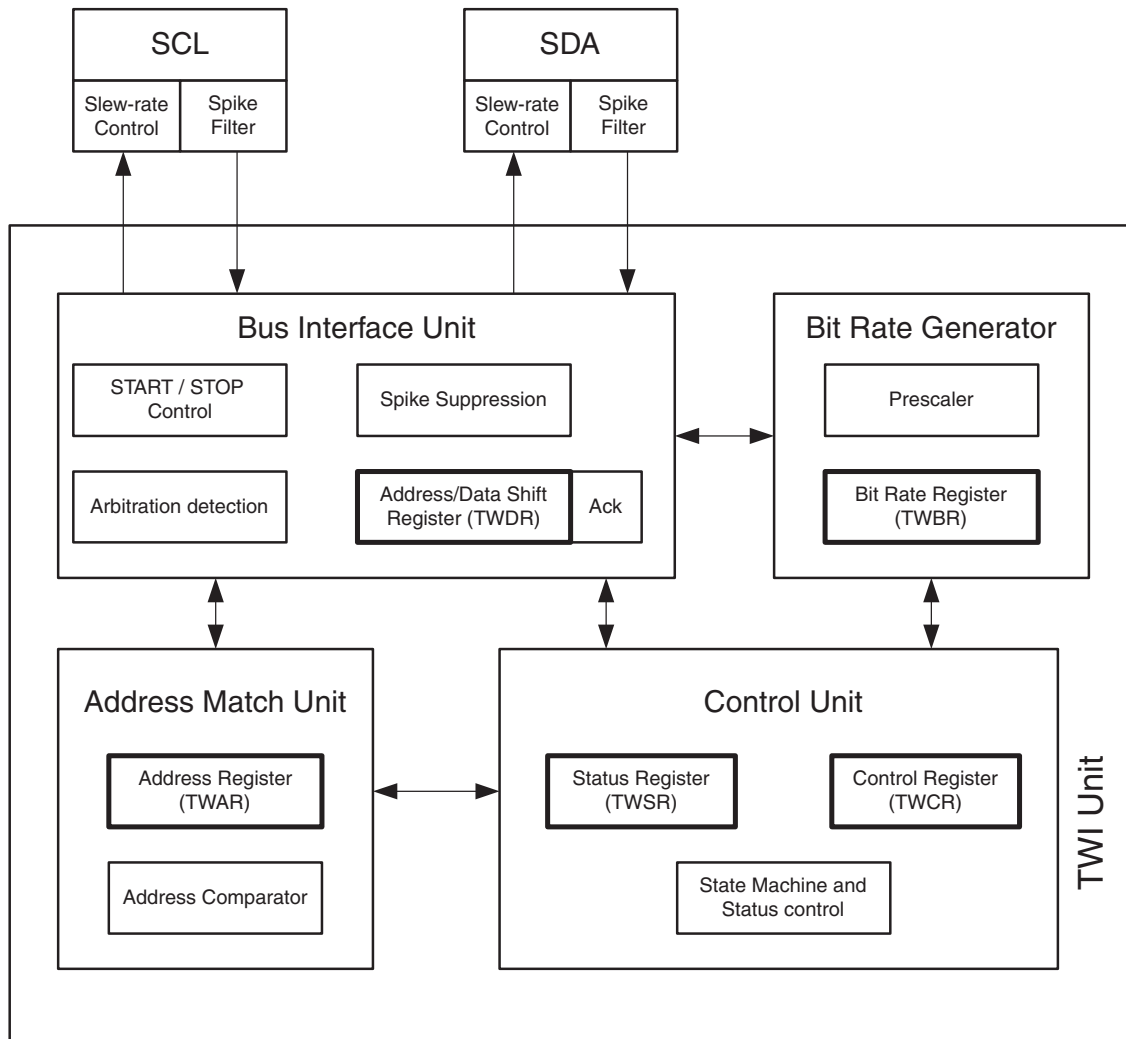 SCL
SDA
Slew-rate
Control
Spike
Filter
Slew-rate
Control
Spike
Filter
Bus Interface Unit
START / STOP
Control
Spike Suppression
Arbitration detection
Address/Data Shift
Register (TWDR)
Ack
Bit Rate Generator
Prescaler
Bit Rate Register
(TWBR)
Address Match Unit
Address Register
(TWAR)
Address Comparator
Control Unit
Status Register
(TWSR)
Control Register
(TWCR)
State Machine and
Status control
TWI Unit